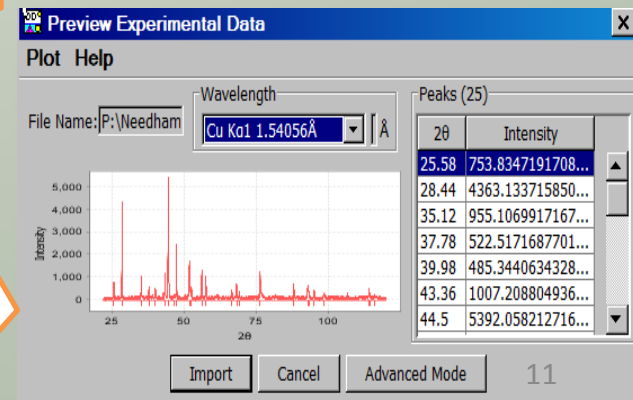 Preview Experimental Data X
Plot Help
File Name: P:\Needham
Wavelength
Cu Kα1 1.54056Å Å
Peaks (25)
2θ Intensity
25.58 753.8347191708...
28.44 4363.133715850...
35.12 955.1069917167...
37.78 522.5171687701...
39.98 485.3440634328...
43.36 1007.208804936...
44.5 5392.058212716...
Intensity
5,000
4,000
3,000
2,000
1,000
0
25 50 75 100
2θ
Import Cancel Advanced Mode 11